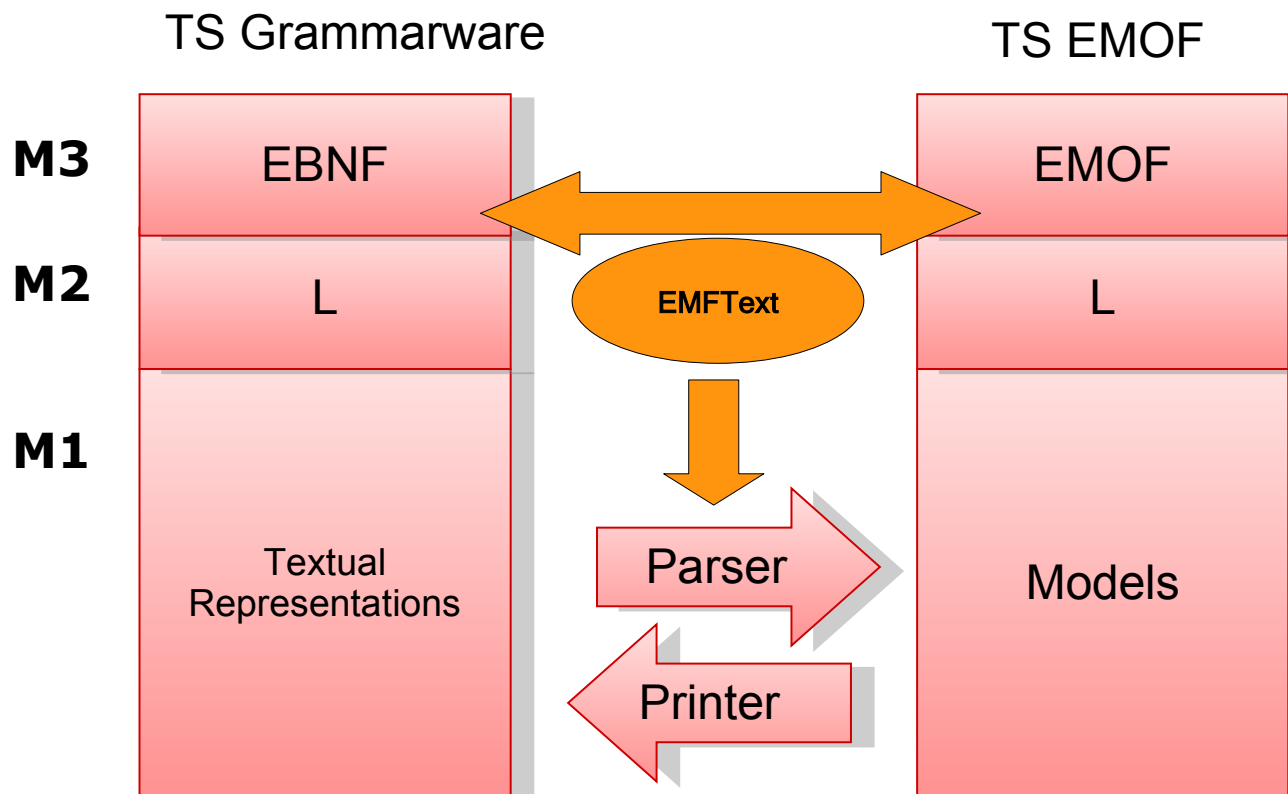 TS Grammarware
TS EMOF
M3
EBNF
EMOF
M2
L
EMFText
L
M1
Textual
Representations
Parser
Models
Printer